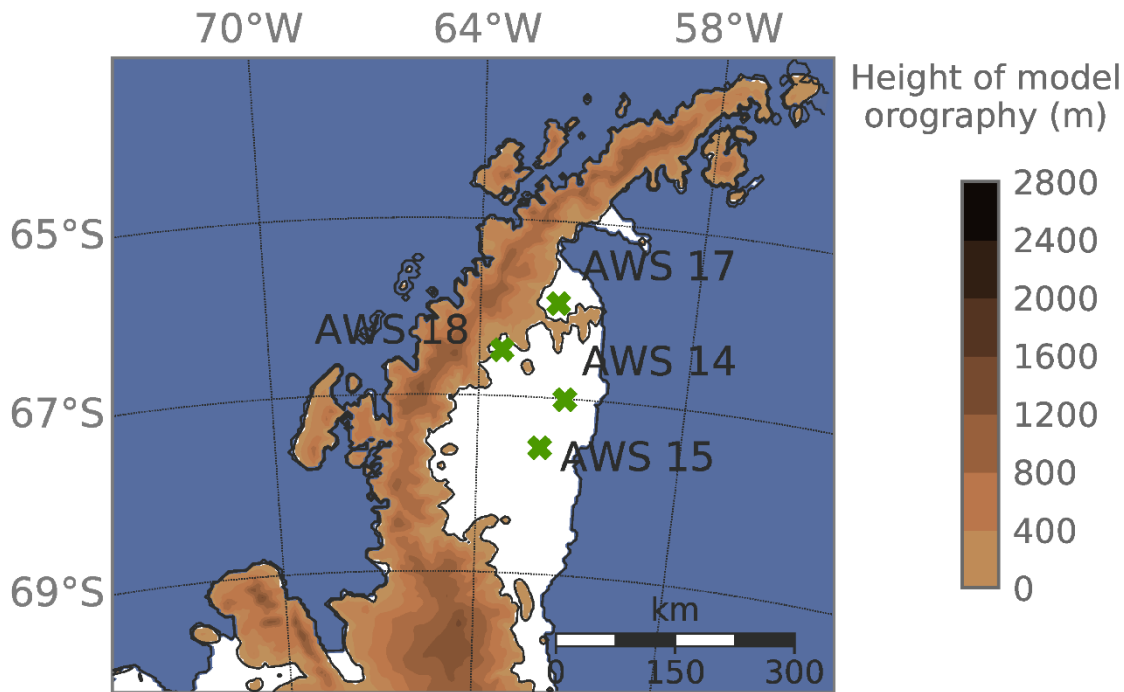 70°W 64°W 58°W
Height of model
orography (m)
65°S
67°S
69°S
AWS 17
AWS 18
AWS 14
AWS 15
km
0 150 300
2800
2400
2000
1600
1200
800
400
0